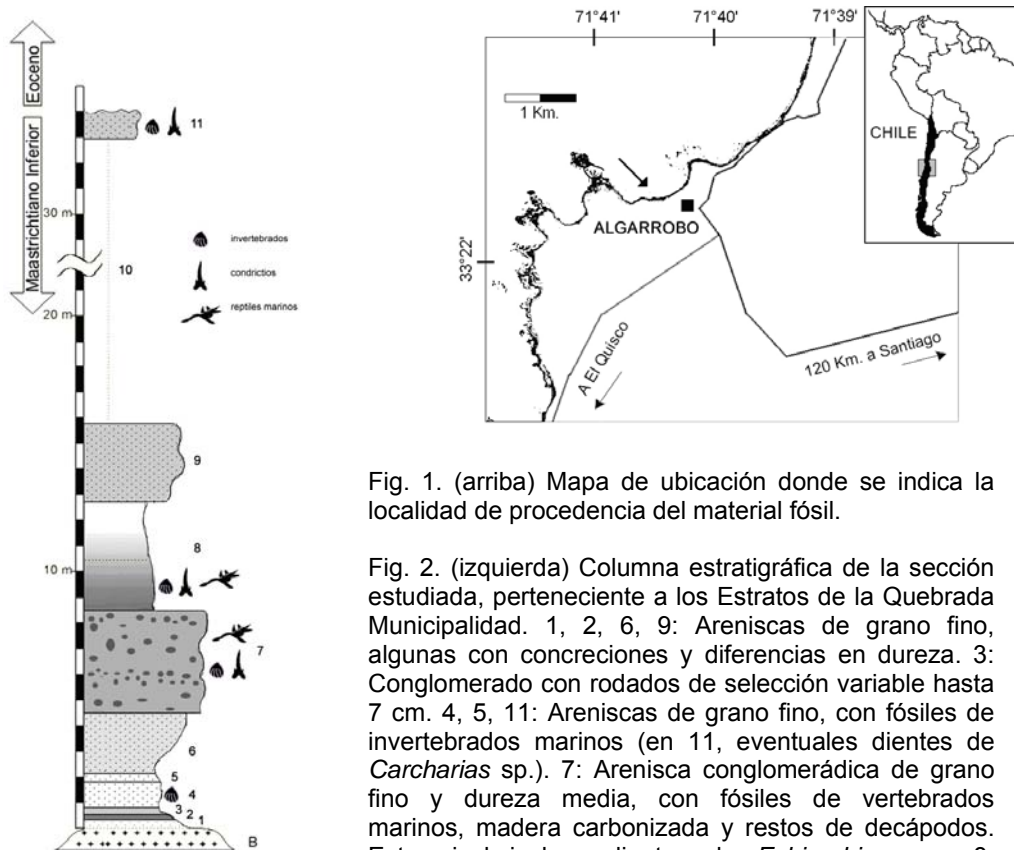 Eoceno
Maastrichtiano Inferior
11
30 m
10
20 m
invertebrados
condrictios
reptiles marinos
9
8
10 m
7
6
5
4
3
2
1
B
71°41'
71°40'
71°39'
1 Km.
CHILE
ALGARROBO
33°22'
A El Quisco
120 Km. a Santiago
Fig. 1. (arriba) Mapa de ubicación donde se indica la
localidad de procedencia del material fósil.
Fig. 2. (izquierda) Columna estratigráfica de la sección
estudiada, perteneciente a los Estratos de la Quebrada
Municipalidad. 1, 2, 6, 9: Areniscas de grano fino,
algunas con concreciones y diferencias en dureza. 3:
Conglomerado con rodados de selección variable hasta
7 cm. 4, 5, 11: Areniscas de grano fino, con fósiles de
invertebrados marinos (en 11, eventuales dientes de
Carcharias sp.). 7: Arenisca conglomerádica de grano
fino y dureza media, con fósiles de vertebrados
marinos, madera carbonizada y restos de decápodos.